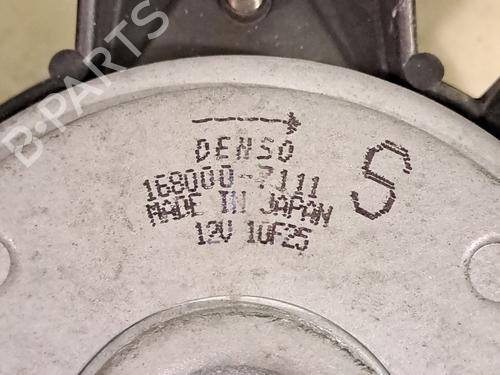 DENSO
168000-7111
MADE IN JAPAN
12V 10F25
S
B-PARTS